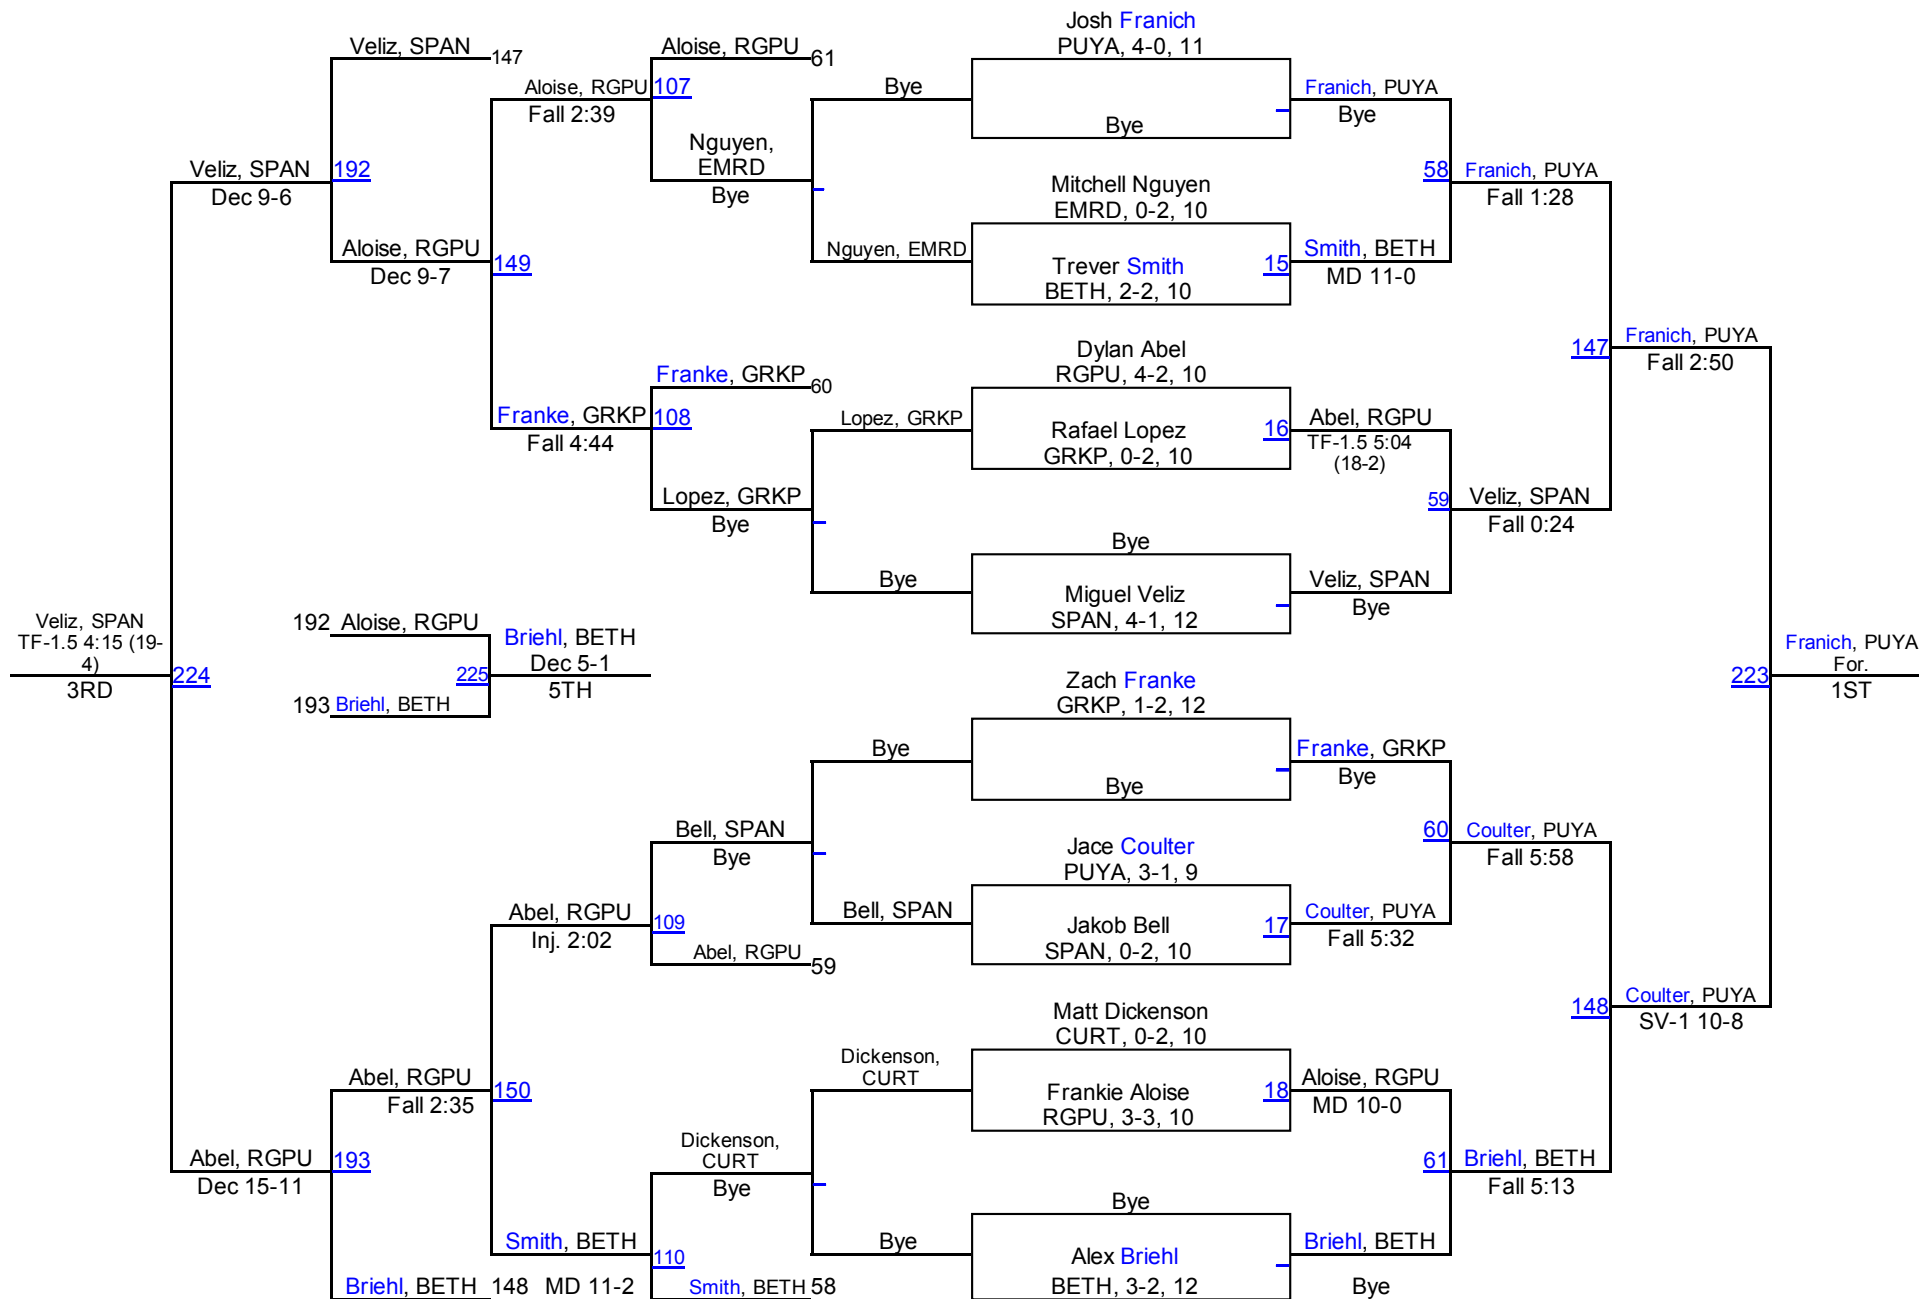 Josh Franich
PUYA, 4-0, 11
Veliz, SPAN
147
Aloise, RGPU
61
Aloise, RGPU
107
Fall 2:39
Bye
Franich, PUYA
Bye
Bye
Nguyen,
EMRD
Bye
Veliz, SPAN
192
Dec 9-6
58
Franich, PUYA
Fall 1:28
Mitchell Nguyen
EMRD, 0-2, 10
Aloise, RGPU
149
Dec 9-7
Nguyen, EMRD
Trever Smith
BETH, 2-2, 10
15
Smith, BETH
MD 11-0
Franich, PUYA
147
Fall 2:50
Dylan Abel
RGPU, 4-2, 10
Franke, GRKP
60
Franke, GRKP
108
Fall 4:44
Lopez, GRKP
Rafael Lopez
GRKP, 0-2, 10
16
Abel, RGPU
TF-1.5 5:04
(18-2)
Lopez, GRKP
Bye
59
Veliz, SPAN
Fall 0:24
Bye
Bye
Miguel Veliz
SPAN, 4-1, 12
Veliz, SPAN
Bye
Veliz, SPAN
TF-1.5 4:15 (19-
4)
3RD
224
192
Aloise, RGPU
Briehl, BETH
225
Dec 5-1
5TH
193
Briehl, BETH
Franich, PUYA
For.
223
1ST
Zach Franke
GRKP, 1-2, 12
Bye
Bye
Franke, GRKP
Bye
Bell, SPAN
Bye
60
Coulter, PUYA
Fall 5:58
Jace Coulter
PUYA, 3-1, 9
Abel, RGPU
109
Inj. 2:02
Bell, SPAN
Jakob Bell
SPAN, 0-2, 10
17
Coulter, PUYA
Fall 5:32
Abel, RGPU
59
148
Coulter, PUYA
SV-1 10-8
Matt Dickenson
CURT, 0-2, 10
Dickenson,
CURT
Abel, RGPU
150
Fall 2:35
Frankie Aloise
RGPU, 3-3, 10
18
Aloise, RGPU
MD 10-0
Abel, RGPU
193
Dec 15-11
Dickenson,
CURT
Bye
61
Briehl, BETH
Fall 5:13
Bye
Smith, BETH
110
Bye
Alex Briehl
BETH, 3-2, 12
Briehl, BETH
Bye
Briehl, BETH
148
MD 11-2
Smith, BETH
58